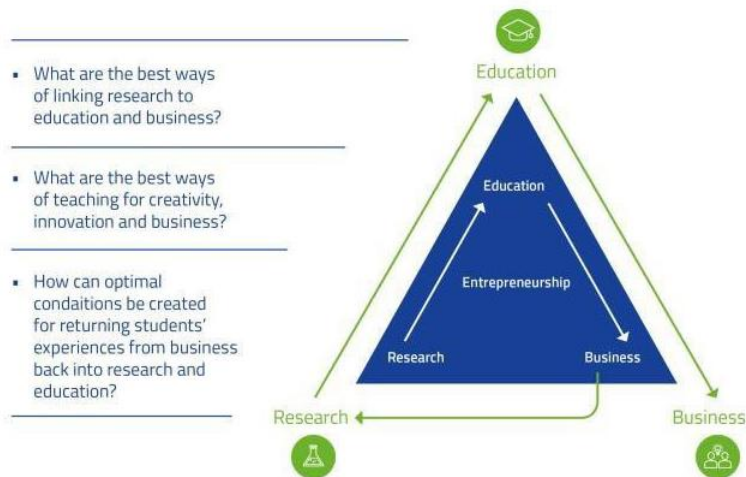 ▪ What are the best ways
of linking research to
education and business?
▪ What are the best ways
of teaching for creativity,
innovation and business?
▪ How can optimal
condaitions be created
for returning students’
experiences from business
back into research and
education?
Education
Education
Entrepreneurship
Research
Business
Research
Business